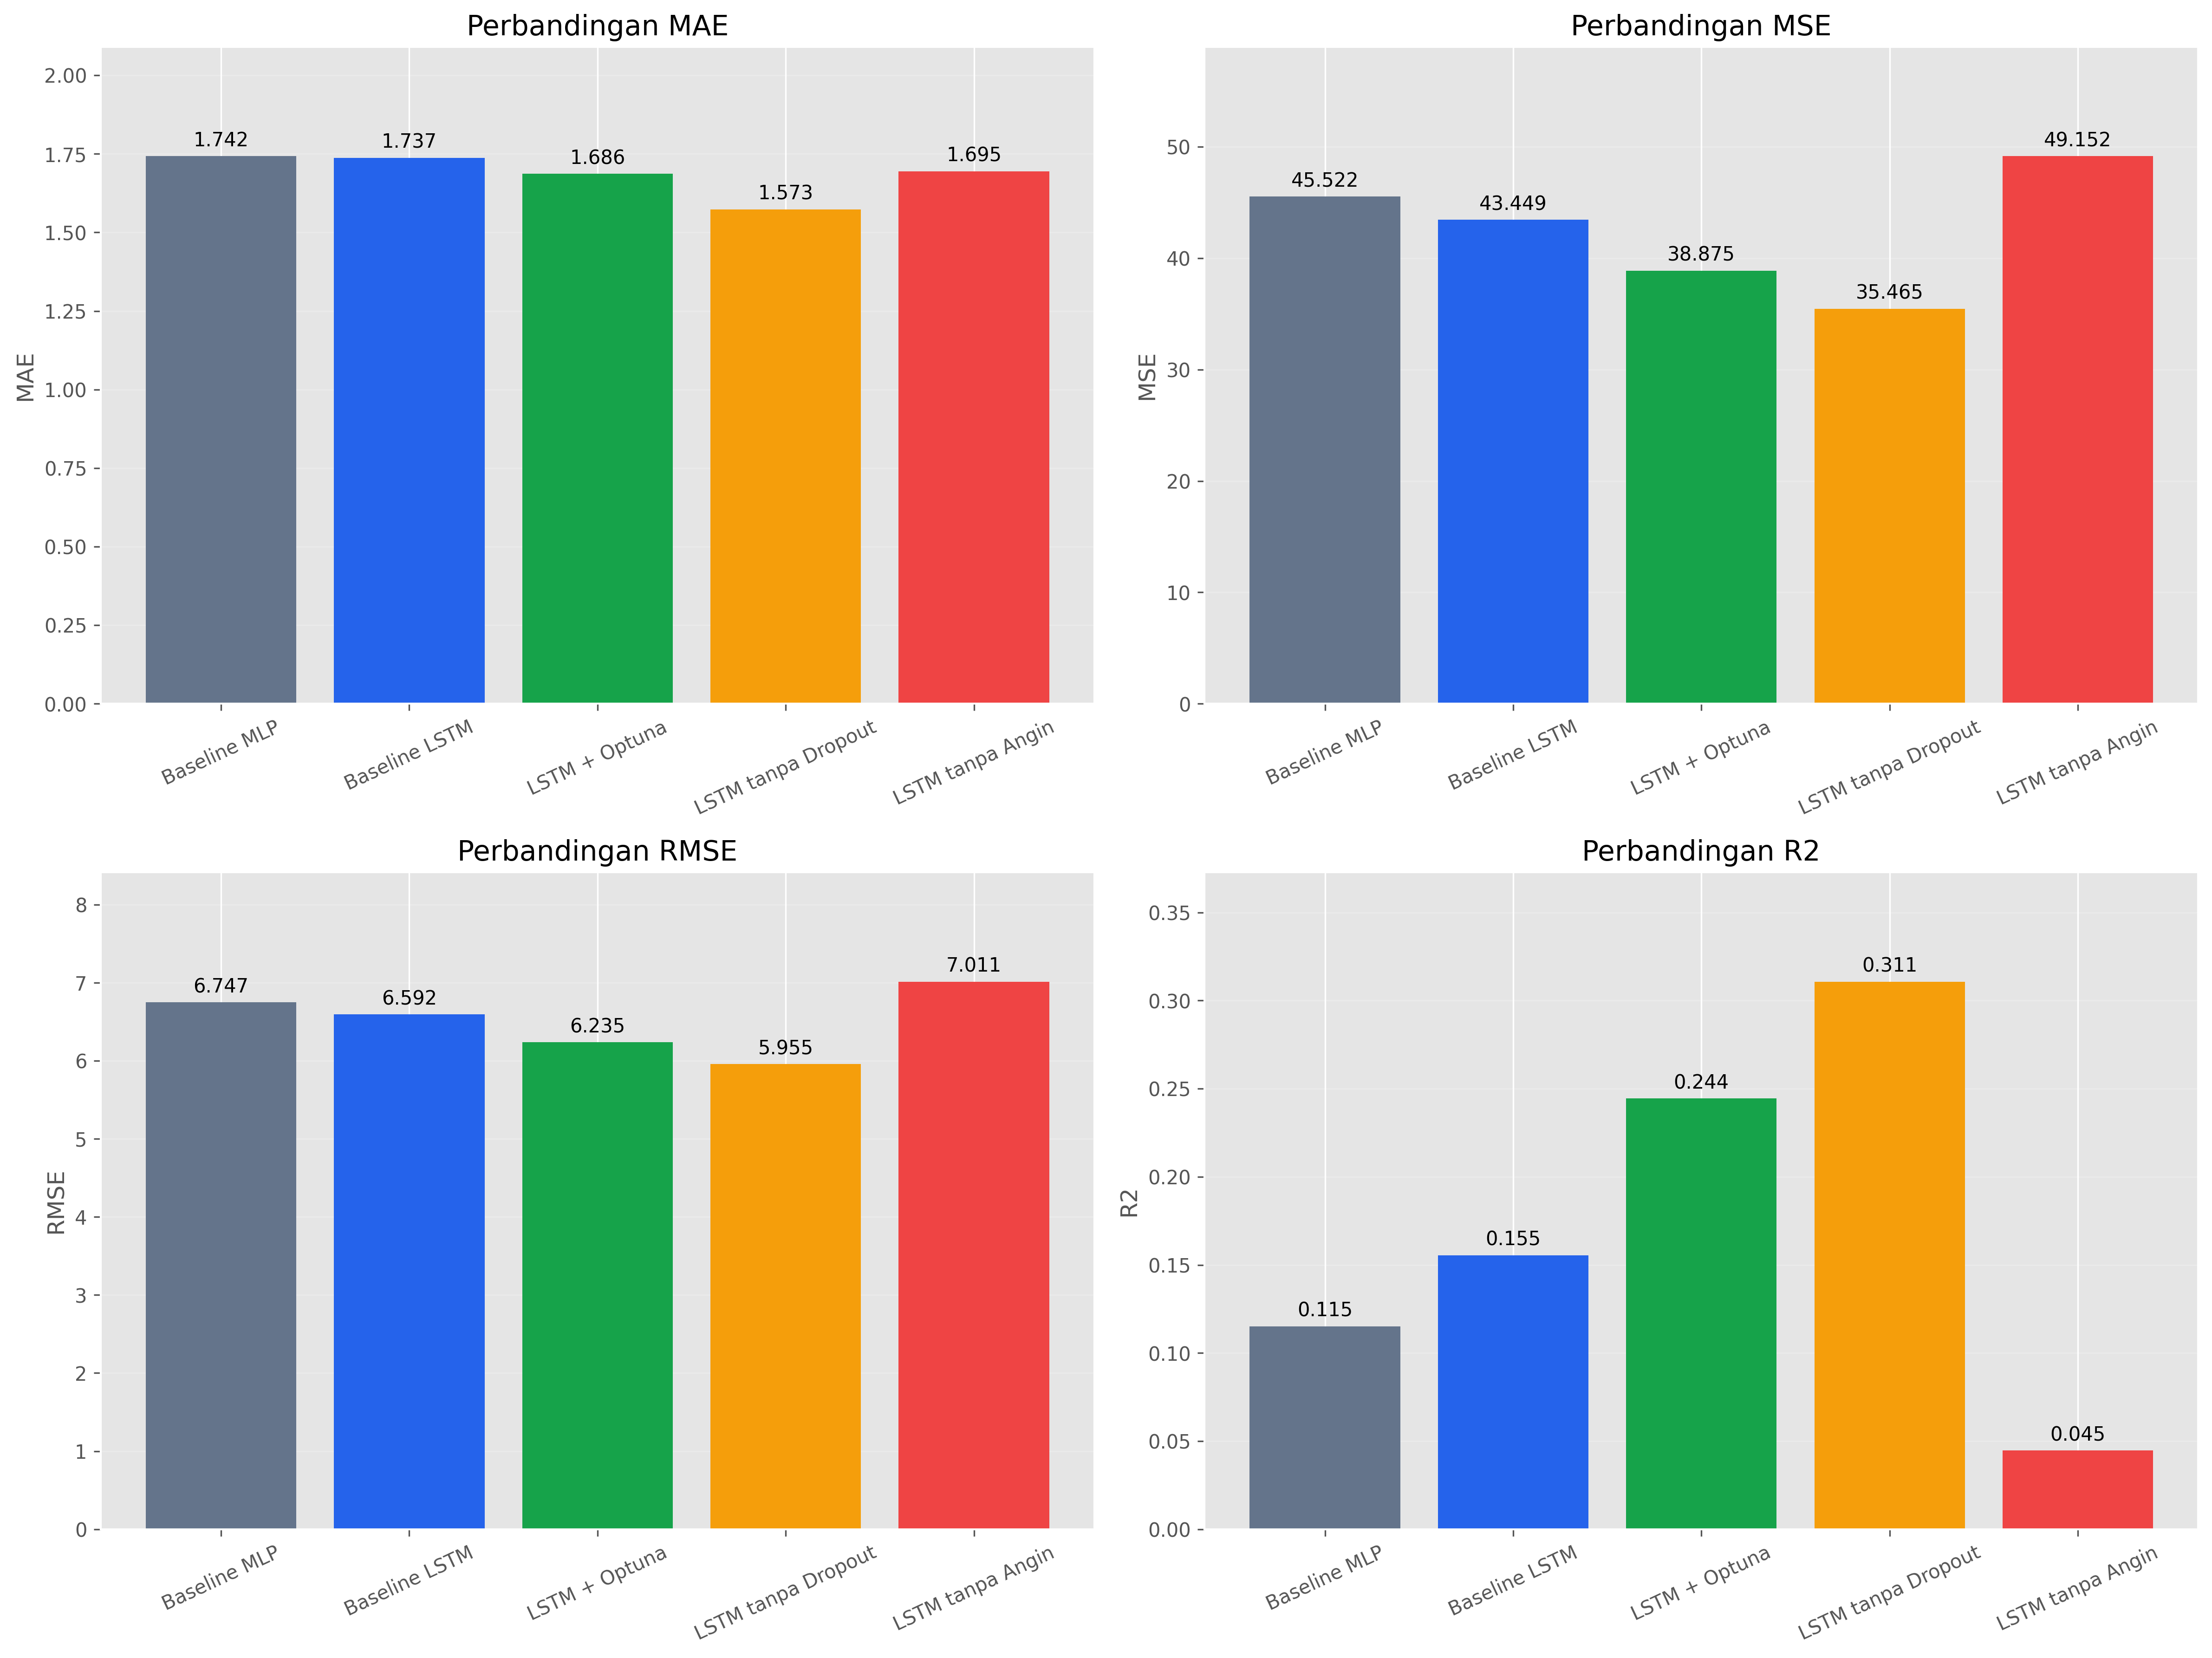 Perbandingan MAE
MAE
2.00
1.75
1.50
1.25
1.00
0.75
0.50
0.25
0.00
1.742
1.737
1.686
1.573
1.695
Baseline MLP
Baseline LSTM
LSTM + Optuna
LSTM tanpa Dropout
LSTM tanpa Angin
Perbandingan MSE
MSE
50
40
30
20
10
0
45.522
43.449
38.875
35.465
49.152
Baseline MLP
Baseline LSTM
LSTM + Optuna
LSTM tanpa Dropout
LSTM tanpa Angin
Perbandingan RMSE
RMSE
8
7
6
5
4
3
2
1
0
6.747
6.592
6.235
5.955
7.011
Baseline MLP
Baseline LSTM
LSTM + Optuna
LSTM tanpa Dropout
LSTM tanpa Angin
Perbandingan R2
R2
0.35
0.30
0.25
0.20
0.15
0.10
0.05
0.00
0.115
0.155
0.244
0.311
0.045
Baseline MLP
Baseline LSTM
LSTM + Optuna
LSTM tanpa Dropout
LSTM tanpa Angin